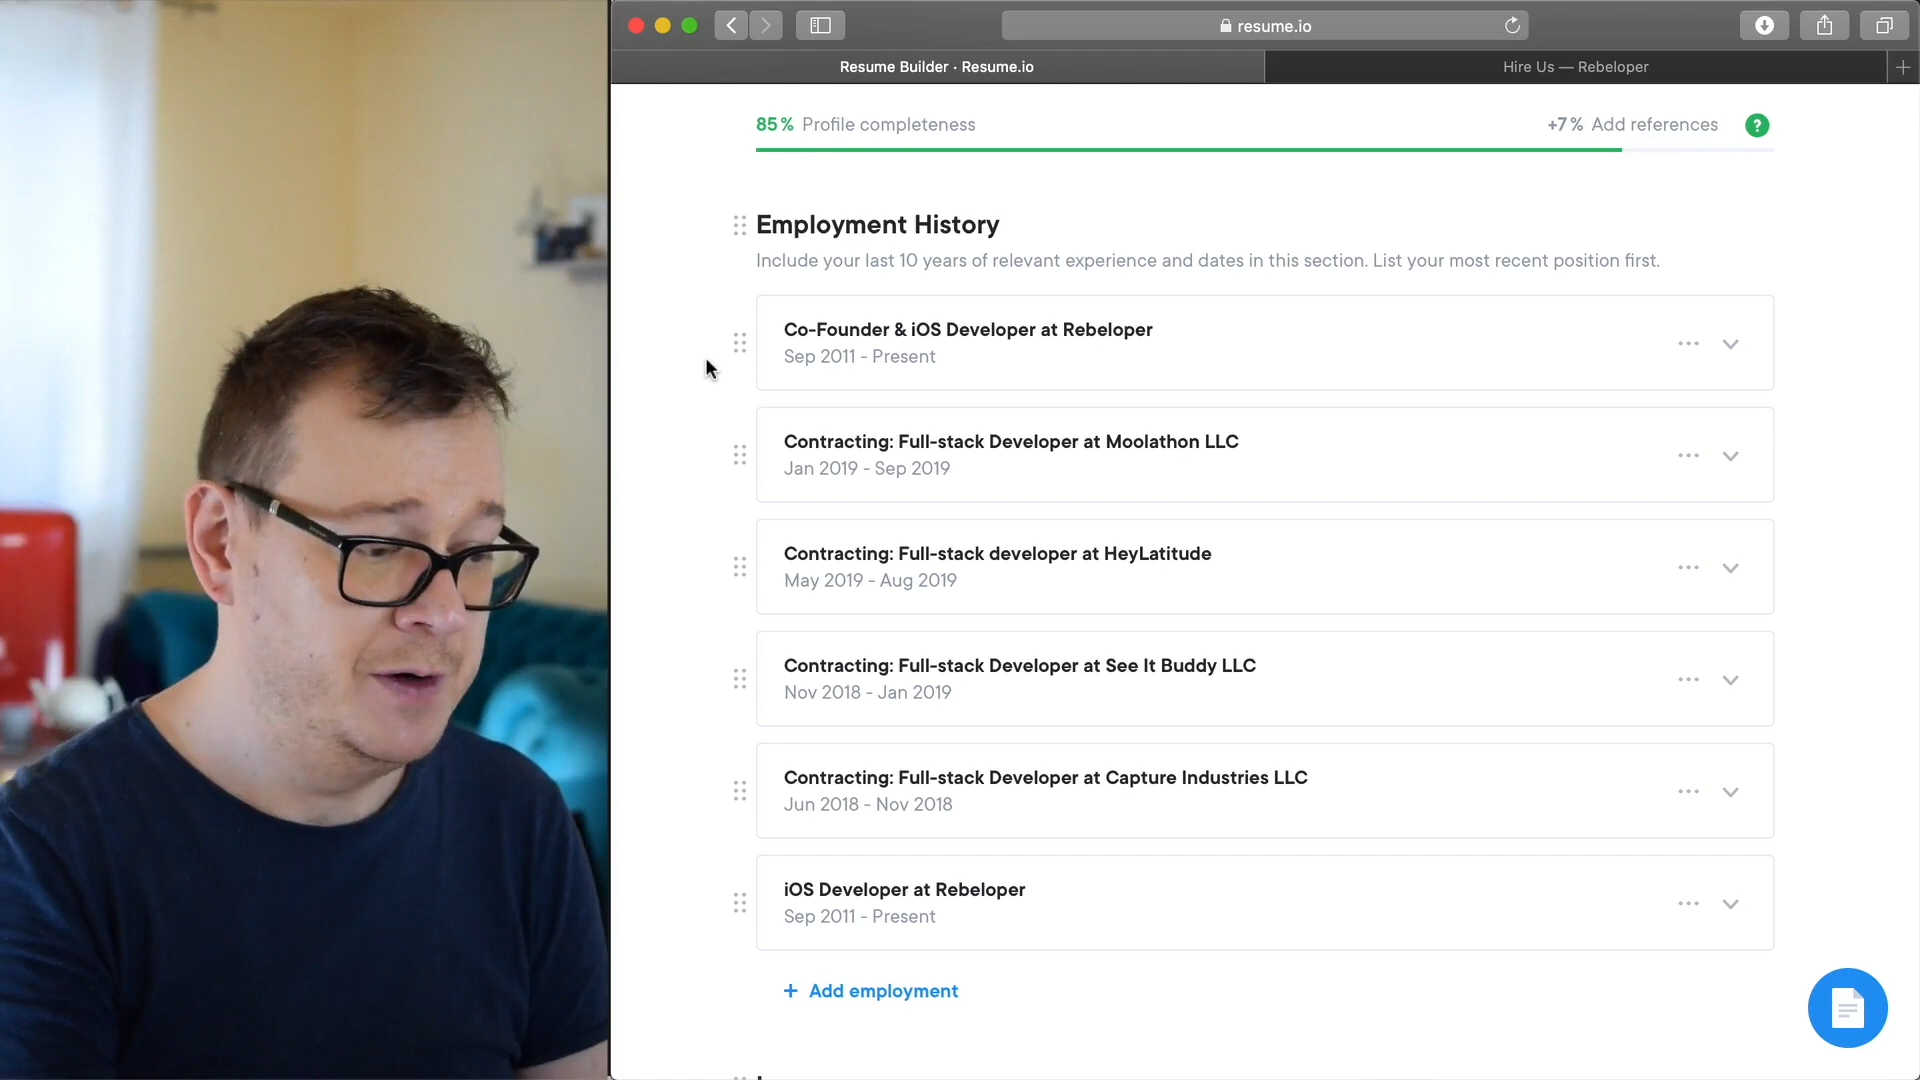 resume.io
Resume Builder · Resume.io
Hire Us — Rebeloper
85% Profile completeness
+7% Add references
?
Employment History
Include your last 10 years of relevant experience and dates in this section. List your most recent position first.
Co-Founder & iOS Developer at Rebeloper
Sep 2011 - Present
Contracting: Full-stack Developer at Moolathon LLC
Jan 2019 - Sep 2019
Contracting: Full-stack developer at HeyLatitude
May 2019 - Aug 2019
Contracting: Full-stack Developer at See It Buddy LLC
Nov 2018 - Jan 2019
Contracting: Full-stack Developer at Capture Industries LLC
Jun 2018 - Nov 2018
iOS Developer at Rebeloper
Sep 2011 - Present
+ Add employment